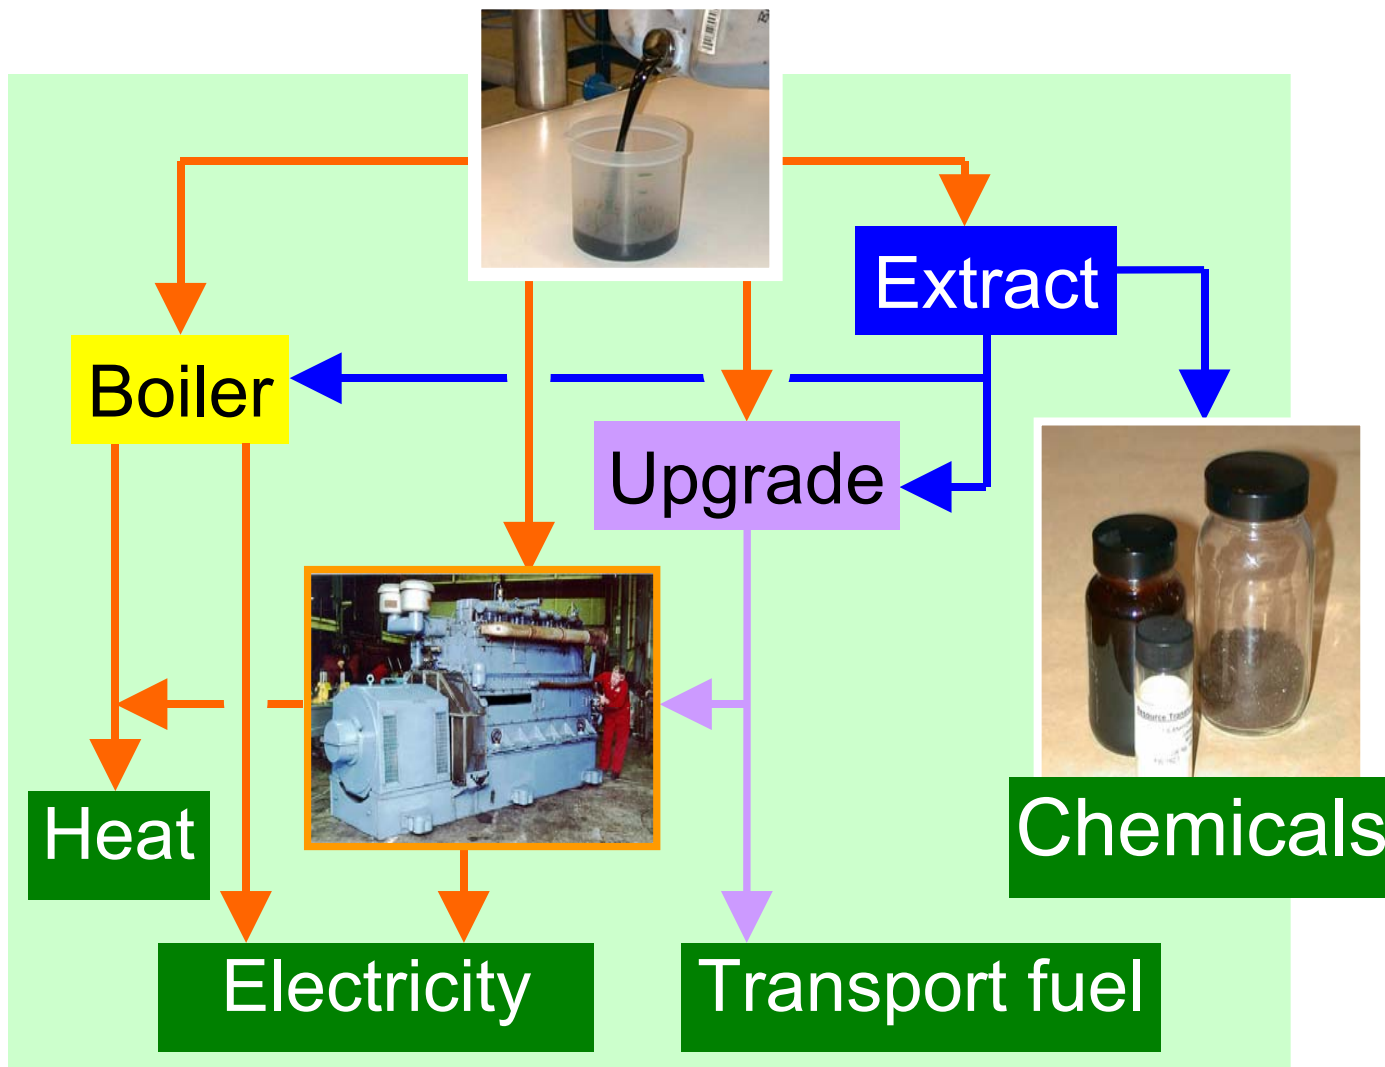 Extract
Boiler
Upgrade
Heat
Chemicals
Electricity
Transport fuel